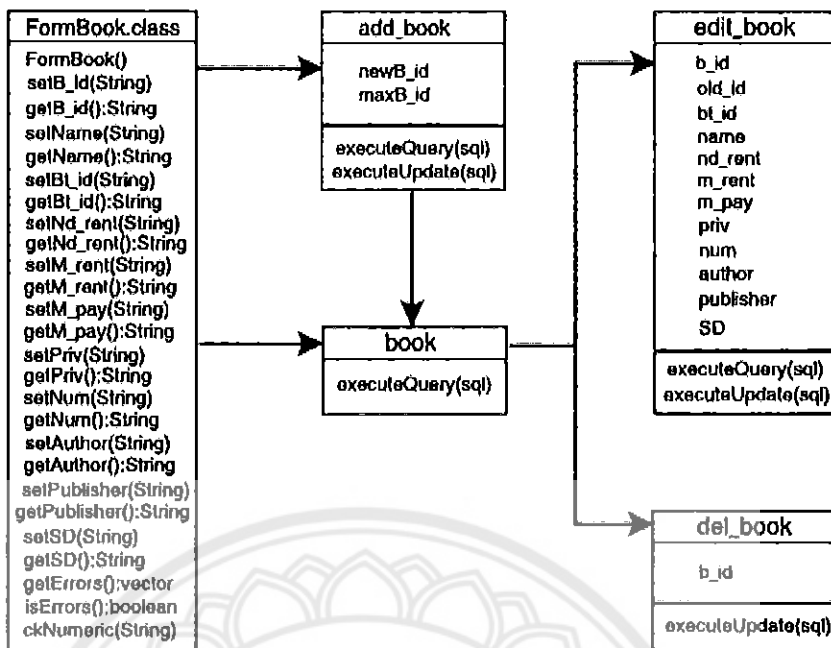 FormBook.class
FormBook()
setB_Id(String)
getB_id():String
setName(String)
getName():String
setBt_id(String)
getBt_id():String
setNd_rent(String)
getNd_rent():String
setM_rent(String)
getM_rent():String
setM_pay(String)
getM_pay():String
setPriv(String)
getPriv():String
setNum(String)
getNum():String
setAuthor(String)
getAuthor():String
setPublisher(String)
getPublisher():String
setSD(String)
getSD():String
getErrors():vector
isErrors():boolean
ckNumeric(String)
add_book
newB_id
maxB_id
executeQuery(sql)
executeUpdate(sql)
book
executeQuery(sql)
edit_book
b_id
old_id
bt_id
name
nd_rent
m_rent
m_pay
priv
num
author
publisher
SD
executeQuery(sql)
executeUpdate(sql)
del_book
b_id
executeUpdate(sql)